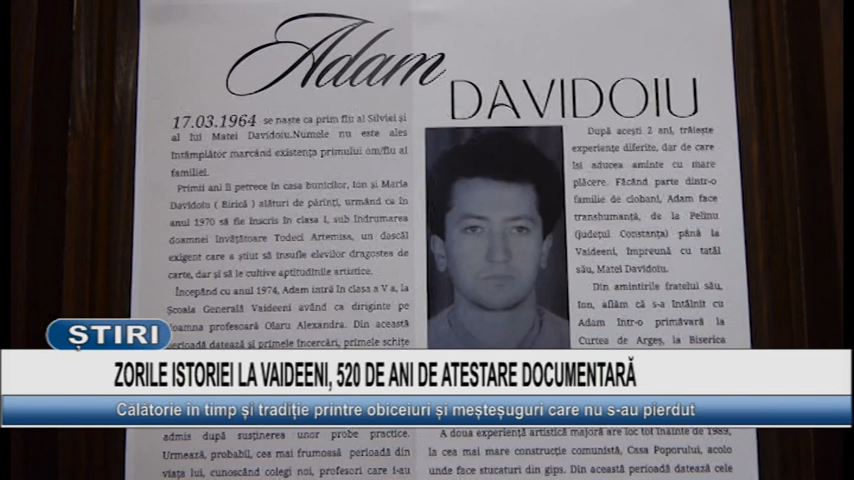 Adam
DAVIDOIU
17.03.1964 se naște ca prim fiu al Silviei și
al lui Matei Davidoiu.Numele nu este ales
întâmplător marcând existența primului om/fiu al
familiei.
Primii ani îi petrece în casa bunicilor, Ion și Maria
Davidoiu ( Birică ) alături de părinți, urmând ca în
anul 1970 să fie înscris în clasa I, sub îndrumarea
doamnei învățătoare Todeci Artemisa, un dascăl
exigent care a știut să insufle elevilor dragostea de
carte, dar și să le cultive aptitudinile artistice.
Începând cu anul 1974, Adam intră în clasa a V a, la
Școala Generală Vaideeni având ca diriginte pe
doamna profesoară Olaru Alexandra. Din această
perioadă datează și primele încercări, primele schițe
După acești 2 ani, trăiește
experiențe diferite, dar de care
își aducea aminte cu mare
plăcere. Făcând parte dintr-o
familie de ciobani, Adam face
transhumanță, de la Pelinu
(județul Constanța) până la
Vaideeni, împreună cu tatăl
său, Matei Davidoiu.
Din amintirile fratelui său,
Ion, aflăm că s-a întâlnit cu
Adam într-o primăvară la
Curtea de Argeș, la Biserica
ȘTIRI
ZORILE ISTORIEI LA VAIDEENI, 520 DE ANI DE ATESTARE DOCUMENTARĂ
Călătorie în timp și tradiție printre obiceiuri și meșteșuguri care nu s-au pierdut
admis după susținerea unor probe practice.
Urmează, probabil, cea mai frumoasă perioadă din
viața lui, cunoscând colegi noi, profesori care i-au
A doua experiență artistică majoră are loc tot înainte de 1989,
la cea mai mare construcție comunistă, Casa Poporului, acolo
unde face stucaturi din gips. Din această perioadă datează cele